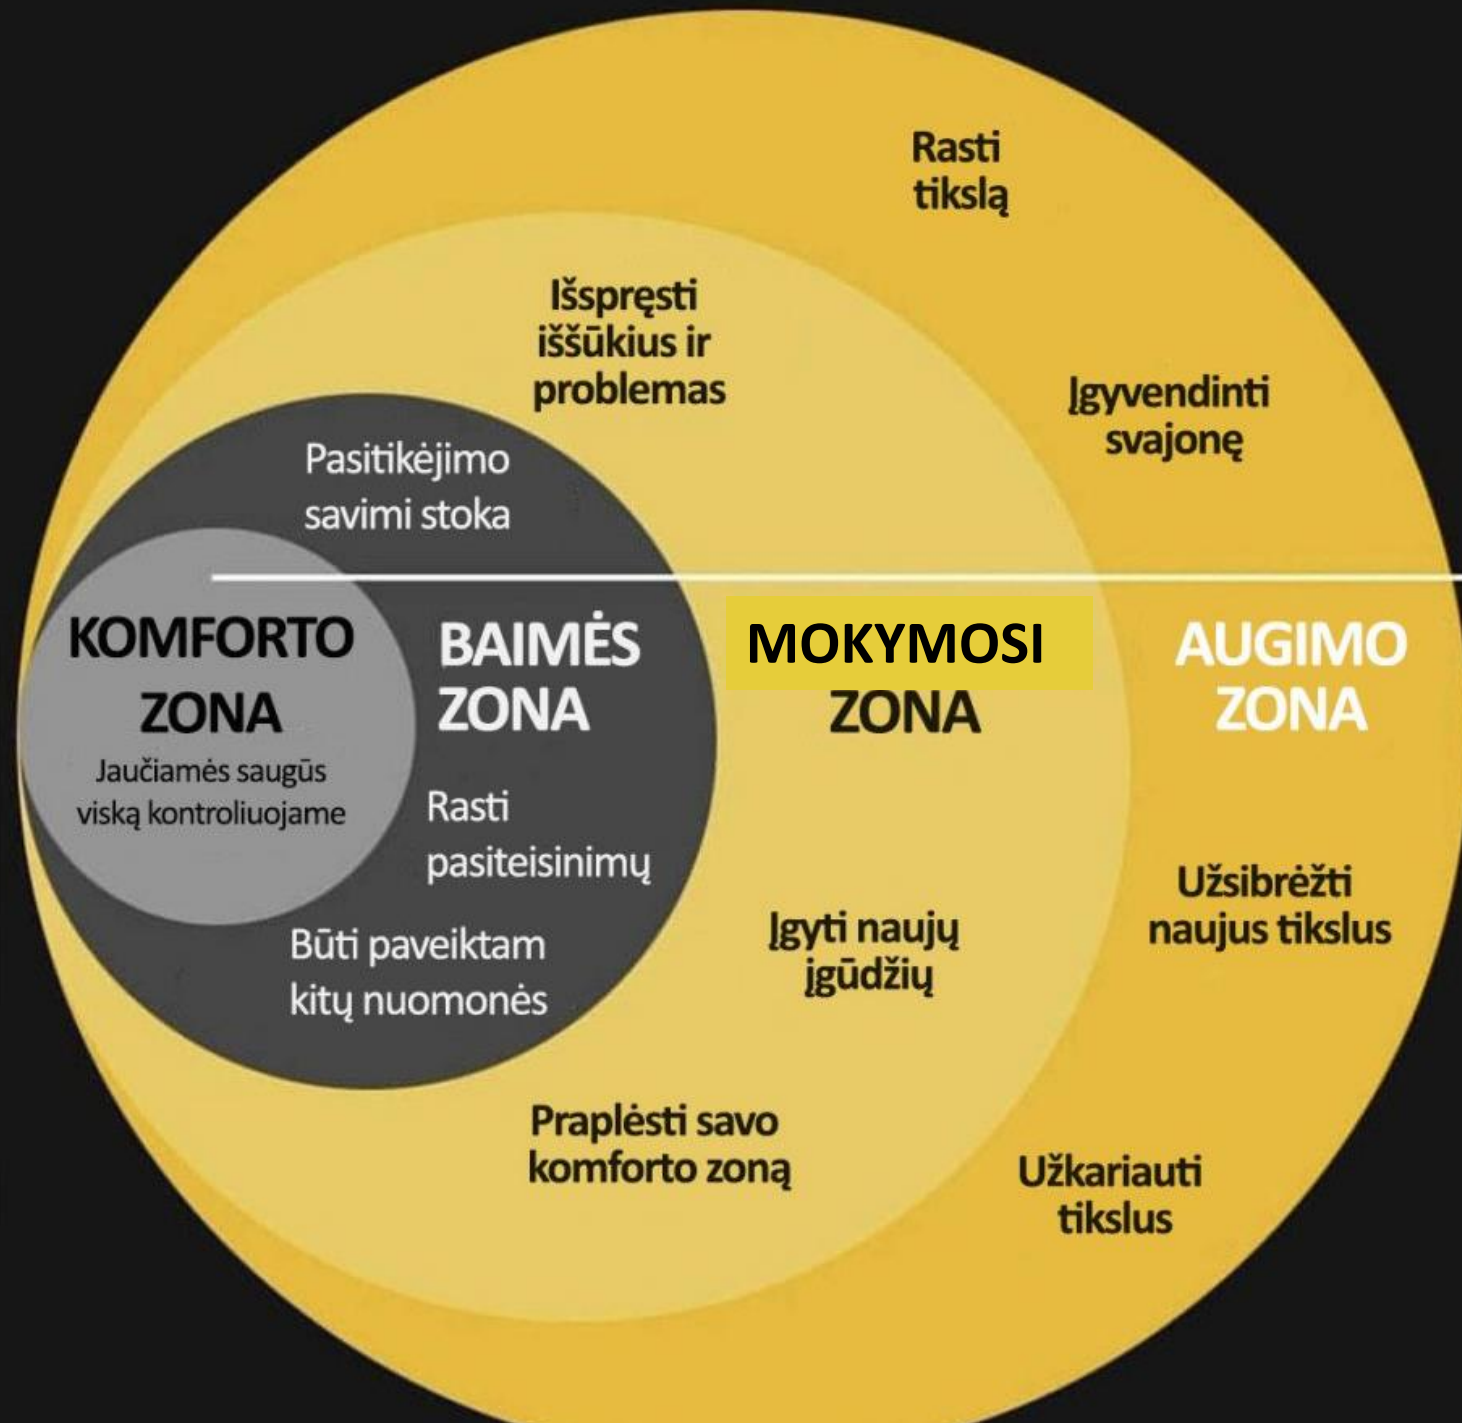 Rasti
tikslą
Išspręsti
iššūkius ir
problemas
Įgyvendinti
svajonę
Pasitikėjimo
savimi stoka
KOMFORTO
ZONA
Jaučiamės saugūs
viską kontroliuojame
BAIMĖS
ZONA
Rasti
pasiteisinimų
Būti paveiktam
kitų nuomonės
MOKYMOSI
ZONA
Įgyti naujų
įgūdžių
Praplėsti savo
komforto zoną
AUGIMO
ZONA
Užsibrėžti
naujus tikslus
Užkariauti
tikslus